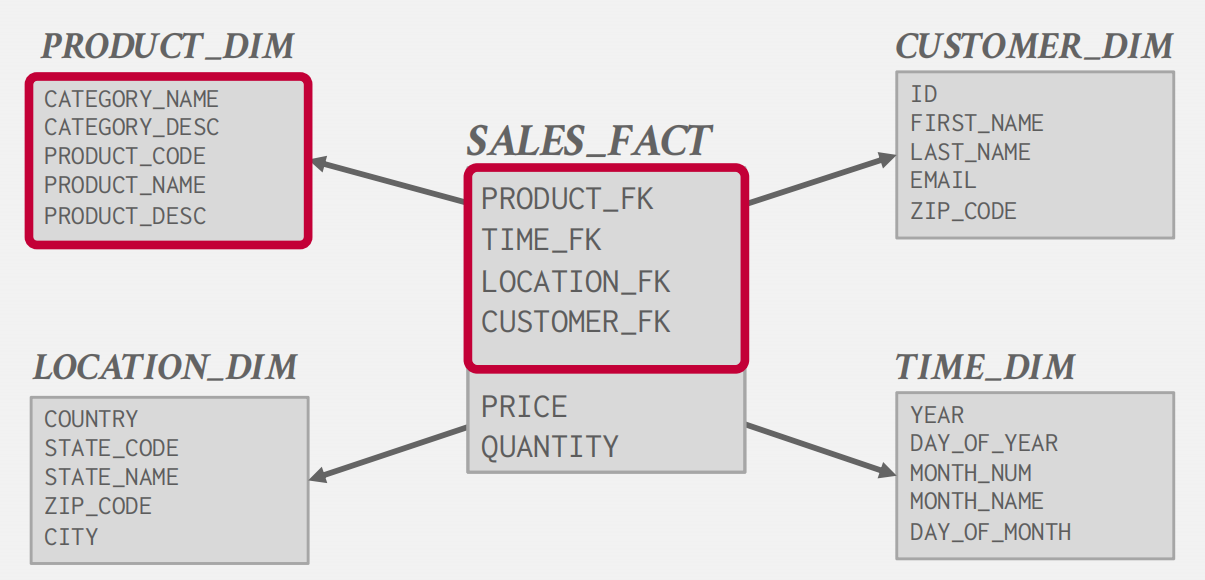 PRODUCT_DIM
CATEGORY_NAME
CATEGORY_DESC
PRODUCT_CODE
PRODUCT_NAME
PRODUCT_DESC
CUSTOMER_DIM
ID
FIRST_NAME
LAST_NAME
EMAIL
ZIP_CODE
SALES_FACT
PRODUCT_FK
TIME_FK
LOCATION_FK
CUSTOMER_FK
PRICE
QUANTITY
LOCATION_DIM
COUNTRY
STATE_CODE
STATE_NAME
ZIP_CODE
CITY
TIME_DIM
YEAR
DAY_OF_YEAR
MONTH_NUM
MONTH_NAME
DAY_OF_MONTH